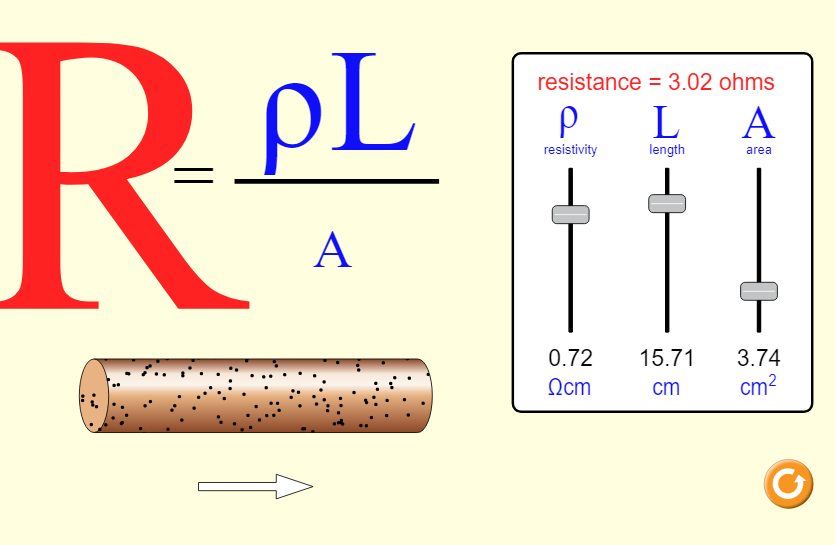 R = ρL
A
resistance = 3.02 ohms
ρ L A
resistivity length area
0.72 15.71 3.74
Ωcm cm cm²